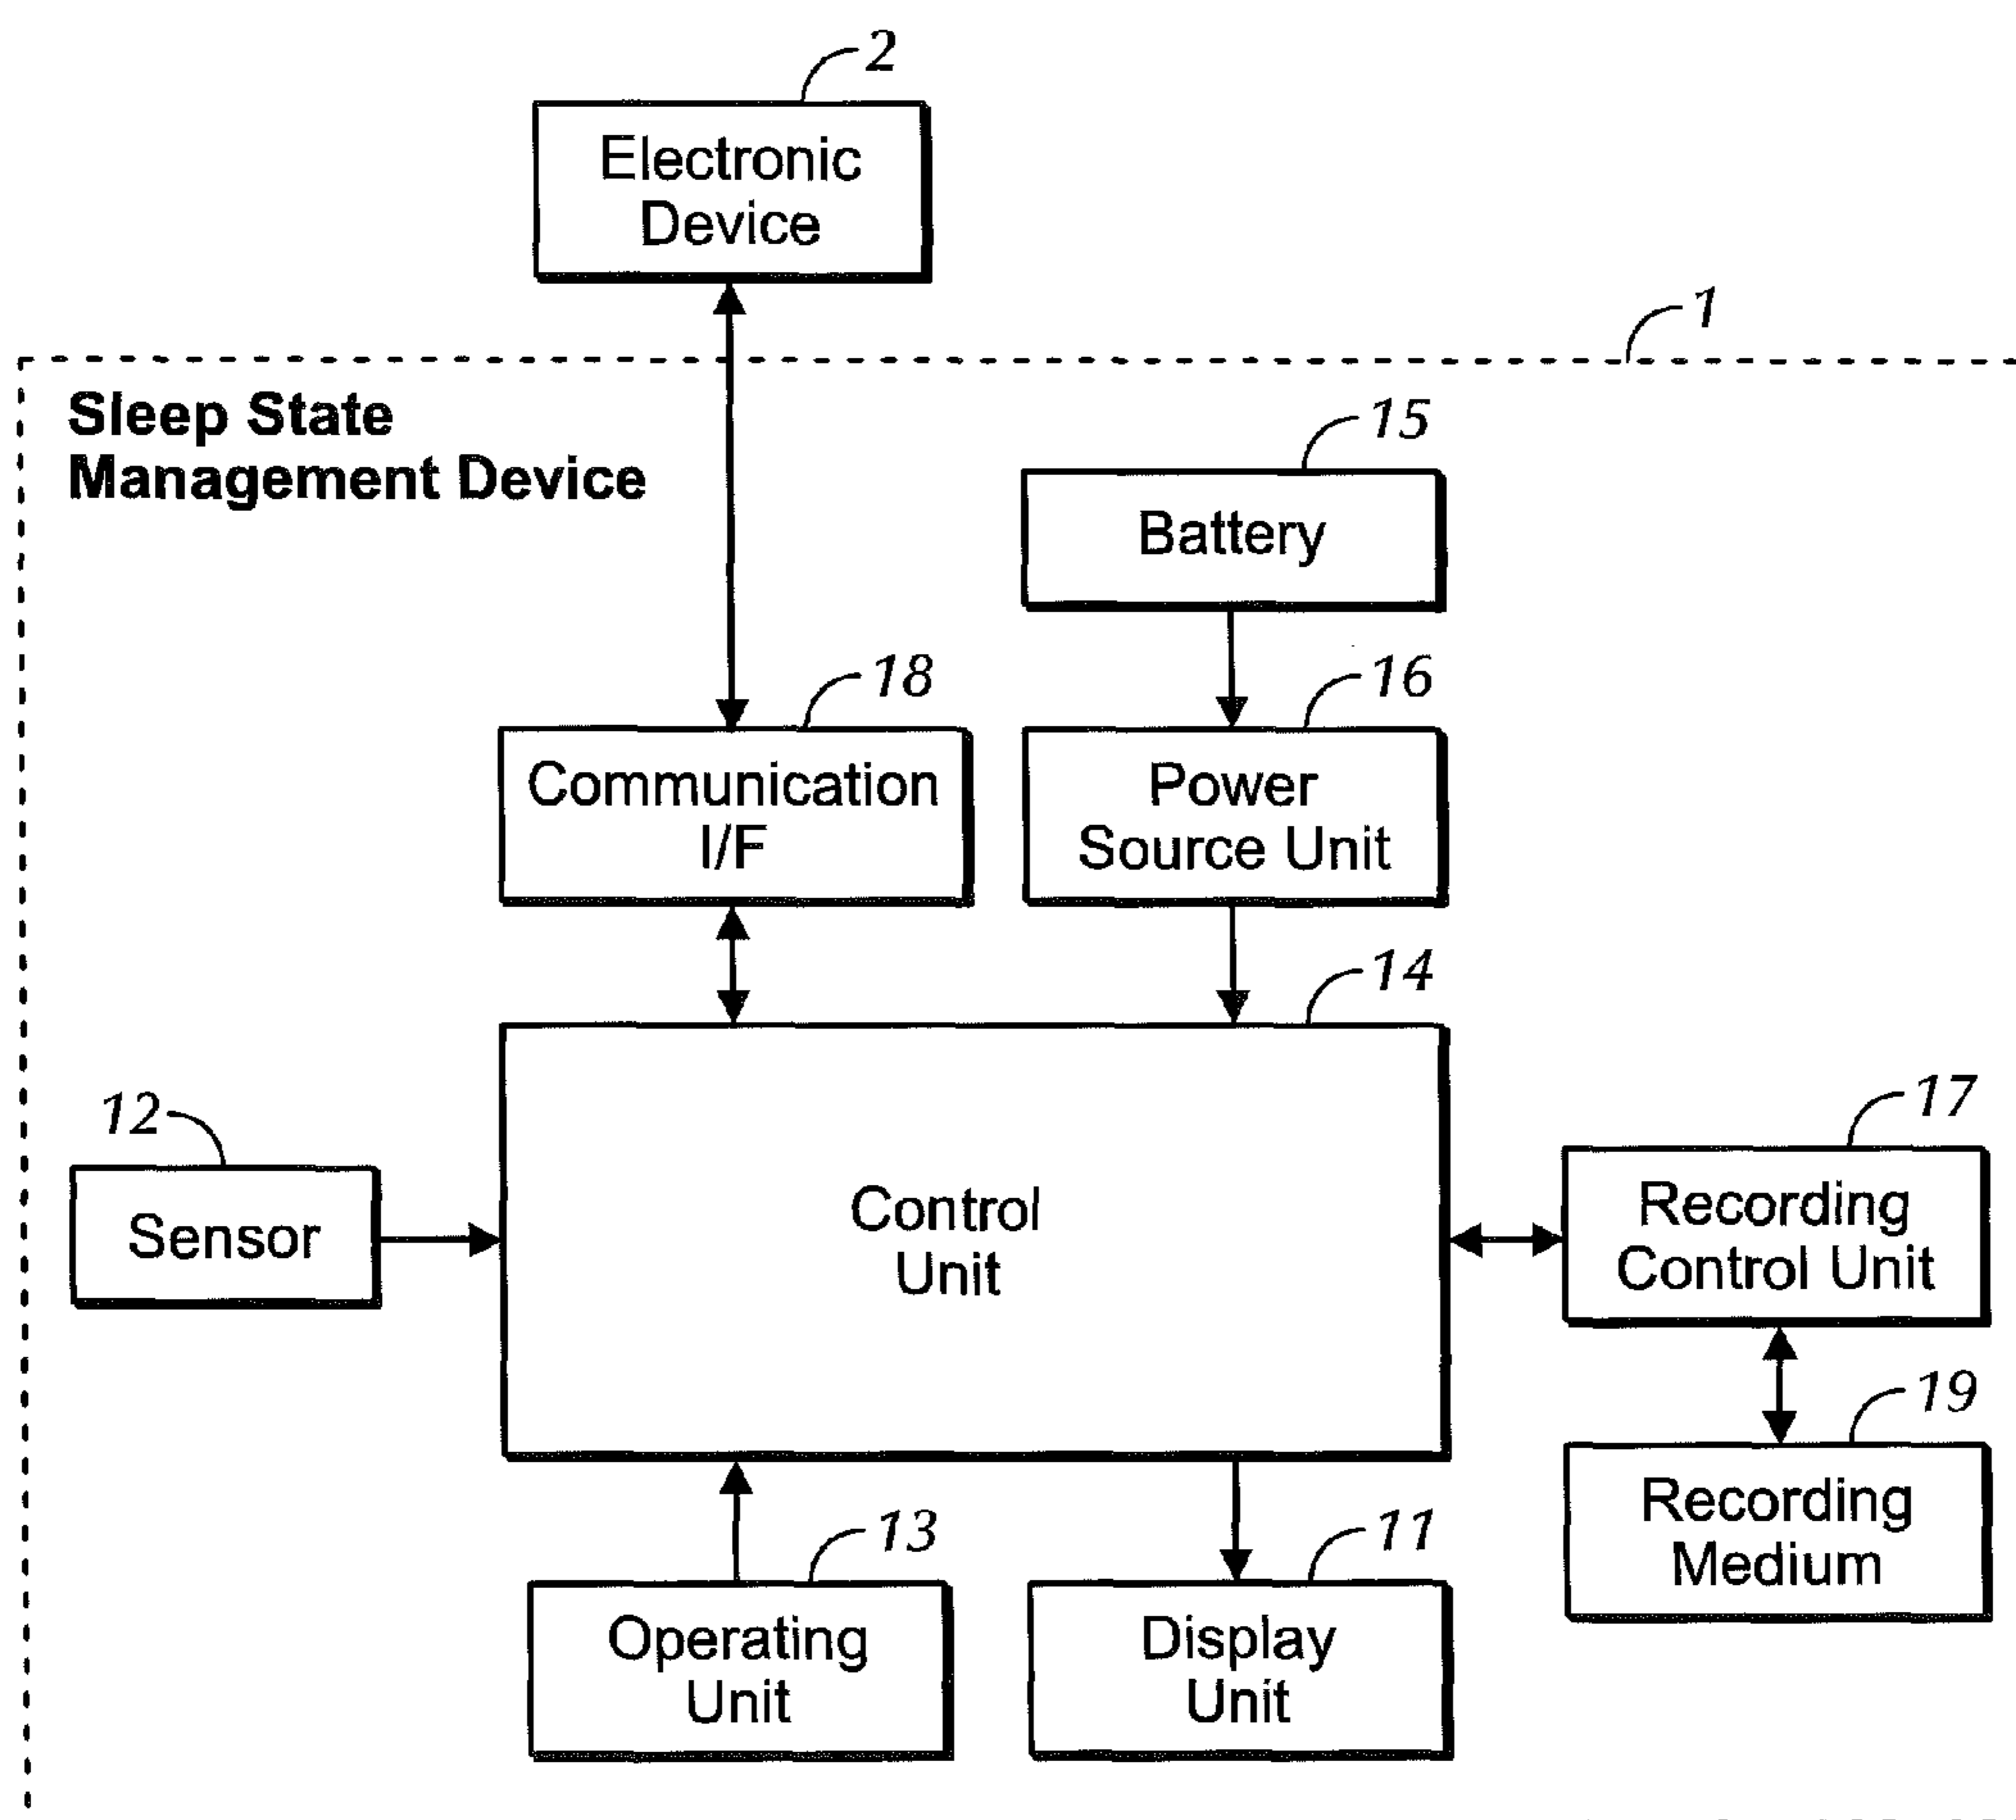 2
Electronic
Device
1
Sleep State
Management Device
15
Battery
18
16
Communication
I/F
Power
Source Unit
14
12
17
Sensor
Control
Unit
Recording
Control Unit
19
Recording
Medium
13
11
Operating
Unit
Display
Unit